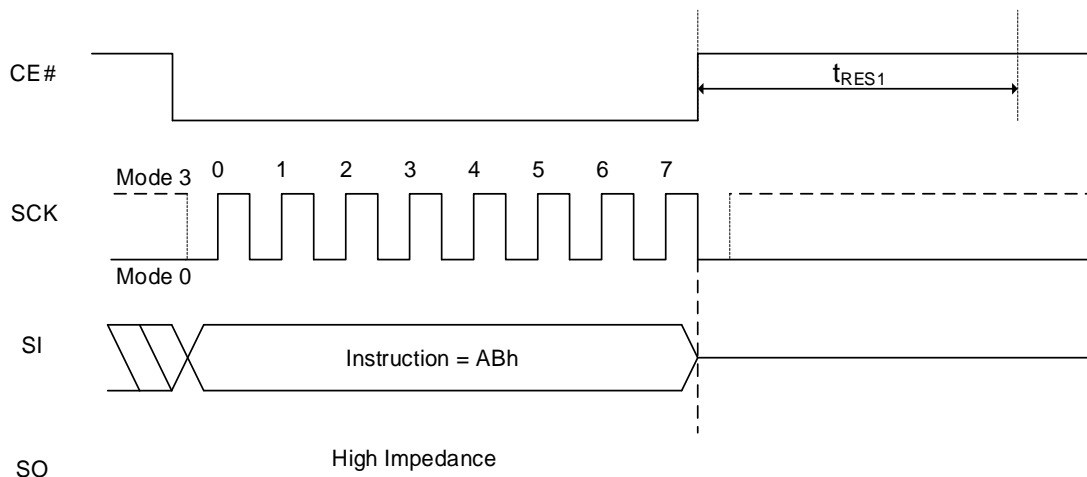 CE#
tRES1
0 1 2 3 4 5 6 7
Mode 3
SCK
Mode 0
SI
Instruction = ABh
High Impedance
SO